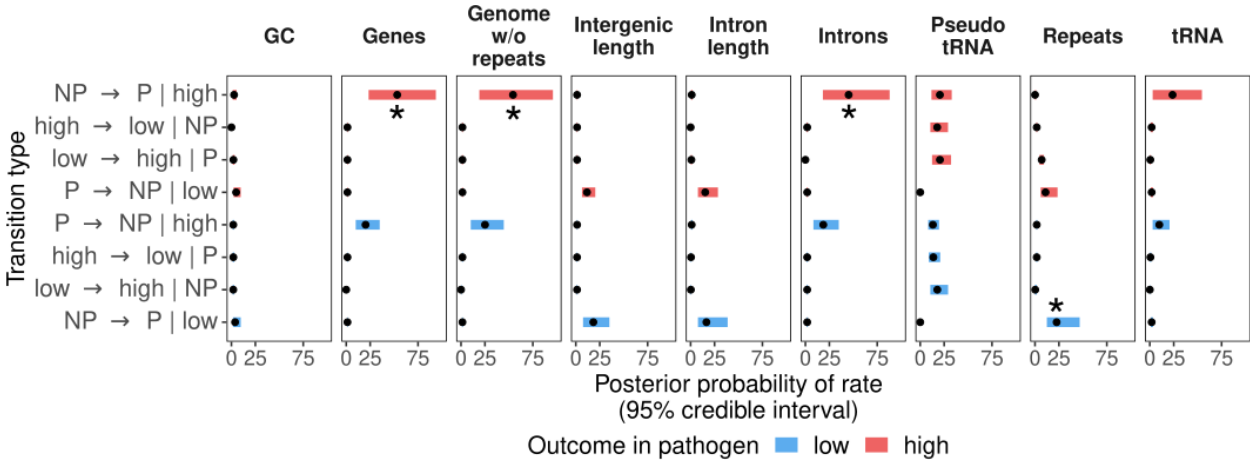 GC
Genes
Genome
w/o
repeats
Intergenic
length
Intron
length
Introns
Pseudo
tRNA
Repeats
tRNA
Transition type
NP → P | high
high → low | NP
low → high | P
P → NP | low
P → NP | high
high → low | P
low → high | NP
NP → P | low
*
*
*
*
0 25 75
0 25 75
0 25 75
0 25 75
0 25 75
0 25 75
0 25 75
0 25 75
0 25 75
Posterior probability of rate
(95% credible interval)
Outcome in pathogen low high